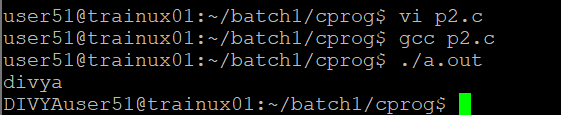 user51@trainux01:~/batch1/cprog$ vi p2.c
user51@trainux01:~/batch1/cprog$ gcc p2.c
user51@trainux01:~/batch1/cprog$ ./a.out
divya
DIVYAuser51@trainux01:~/batch1/cprog$